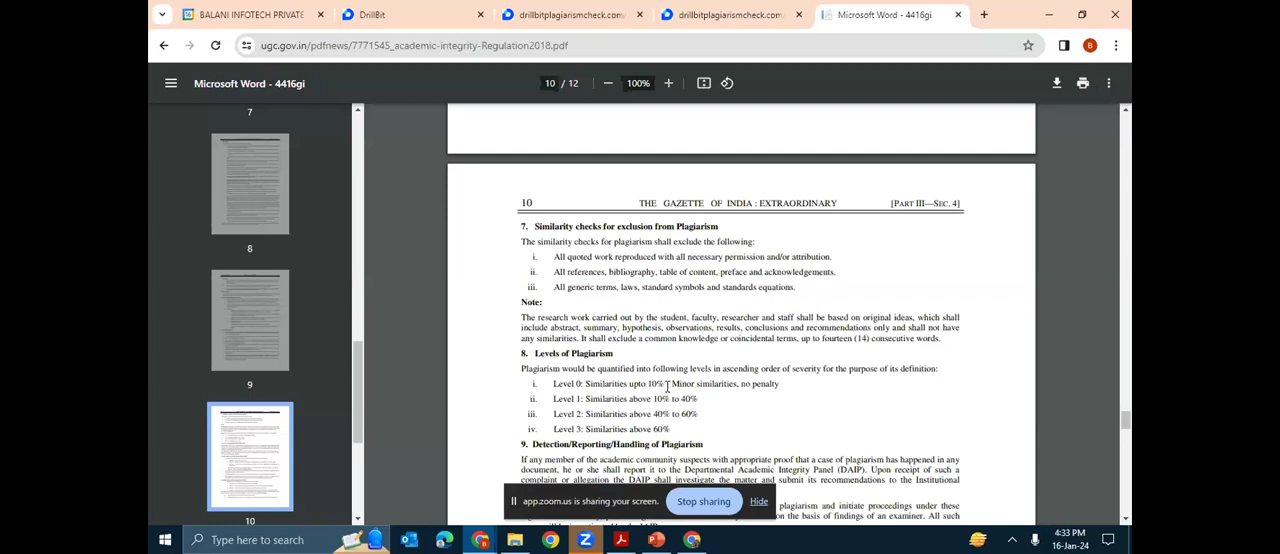 BALANI INFOTECH PRIVATE
DrillBit
drillbitplagiarismcheck.com/
drillbitplagiarismcheck.com/
Microsoft Word - 4416gi
ugc.gov.in/pdfnews/7771545_academic-integrity-Regulation2018.pdf
B
Microsoft Word - 4416gi
10 / 12
100%
7
8
9
10
10 THE GAZETTE OF INDIA : EXTRAORDINARY [PART III—SEC. 4]
7. Similarity checks for exclusion from Plagiarism
The similarity checks for plagiarism shall exclude the following:
i. All quoted work reproduced with all necessary permission and/or attribution.
ii. All references, bibliography, table of content, preface and acknowledgements.
iii. All generic terms, laws, standard symbols and standards equations.
Note:
The research work carried out by the student, faculty, researcher and staff shall be based on original ideas, which shall
include abstract, summary, hypothesis, observations, results, conclusions and recommendations only and shall not have
any similarities. It shall exclude a common knowledge or coincidental terms, up to fourteen (14) consecutive words.
8. Levels of Plagiarism
Plagiarism would be quantified into following levels in ascending order of severity for the purpose of its definition:
i. Level 0: Similarities upto 10% Minor similarities, no penalty
ii. Level 1: Similarities above 10% to 40%
iii. Level 2: Similarities above 40% to 60%
iv. Level 3: Similarities above 60%
9. Detection/Reporting/Handling of Plagiarism
If any member of the academic community suspects with appropriate proof that a case of plagiarism has happened in any
document, he or she shall report it to the Departmental Academic Integrity Panel (DAIP). Upon receipt of such a
complaint or allegation the DAIP shall investigate the matter and submit its recommendations to the Institutional
app.zoom.us is sharing your screen. Stop sharing Hide
plagiarism and initiate proceedings under these
on the basis of findings of an examiner. All such
Type here to search
4:33 PM
16-Jan-24